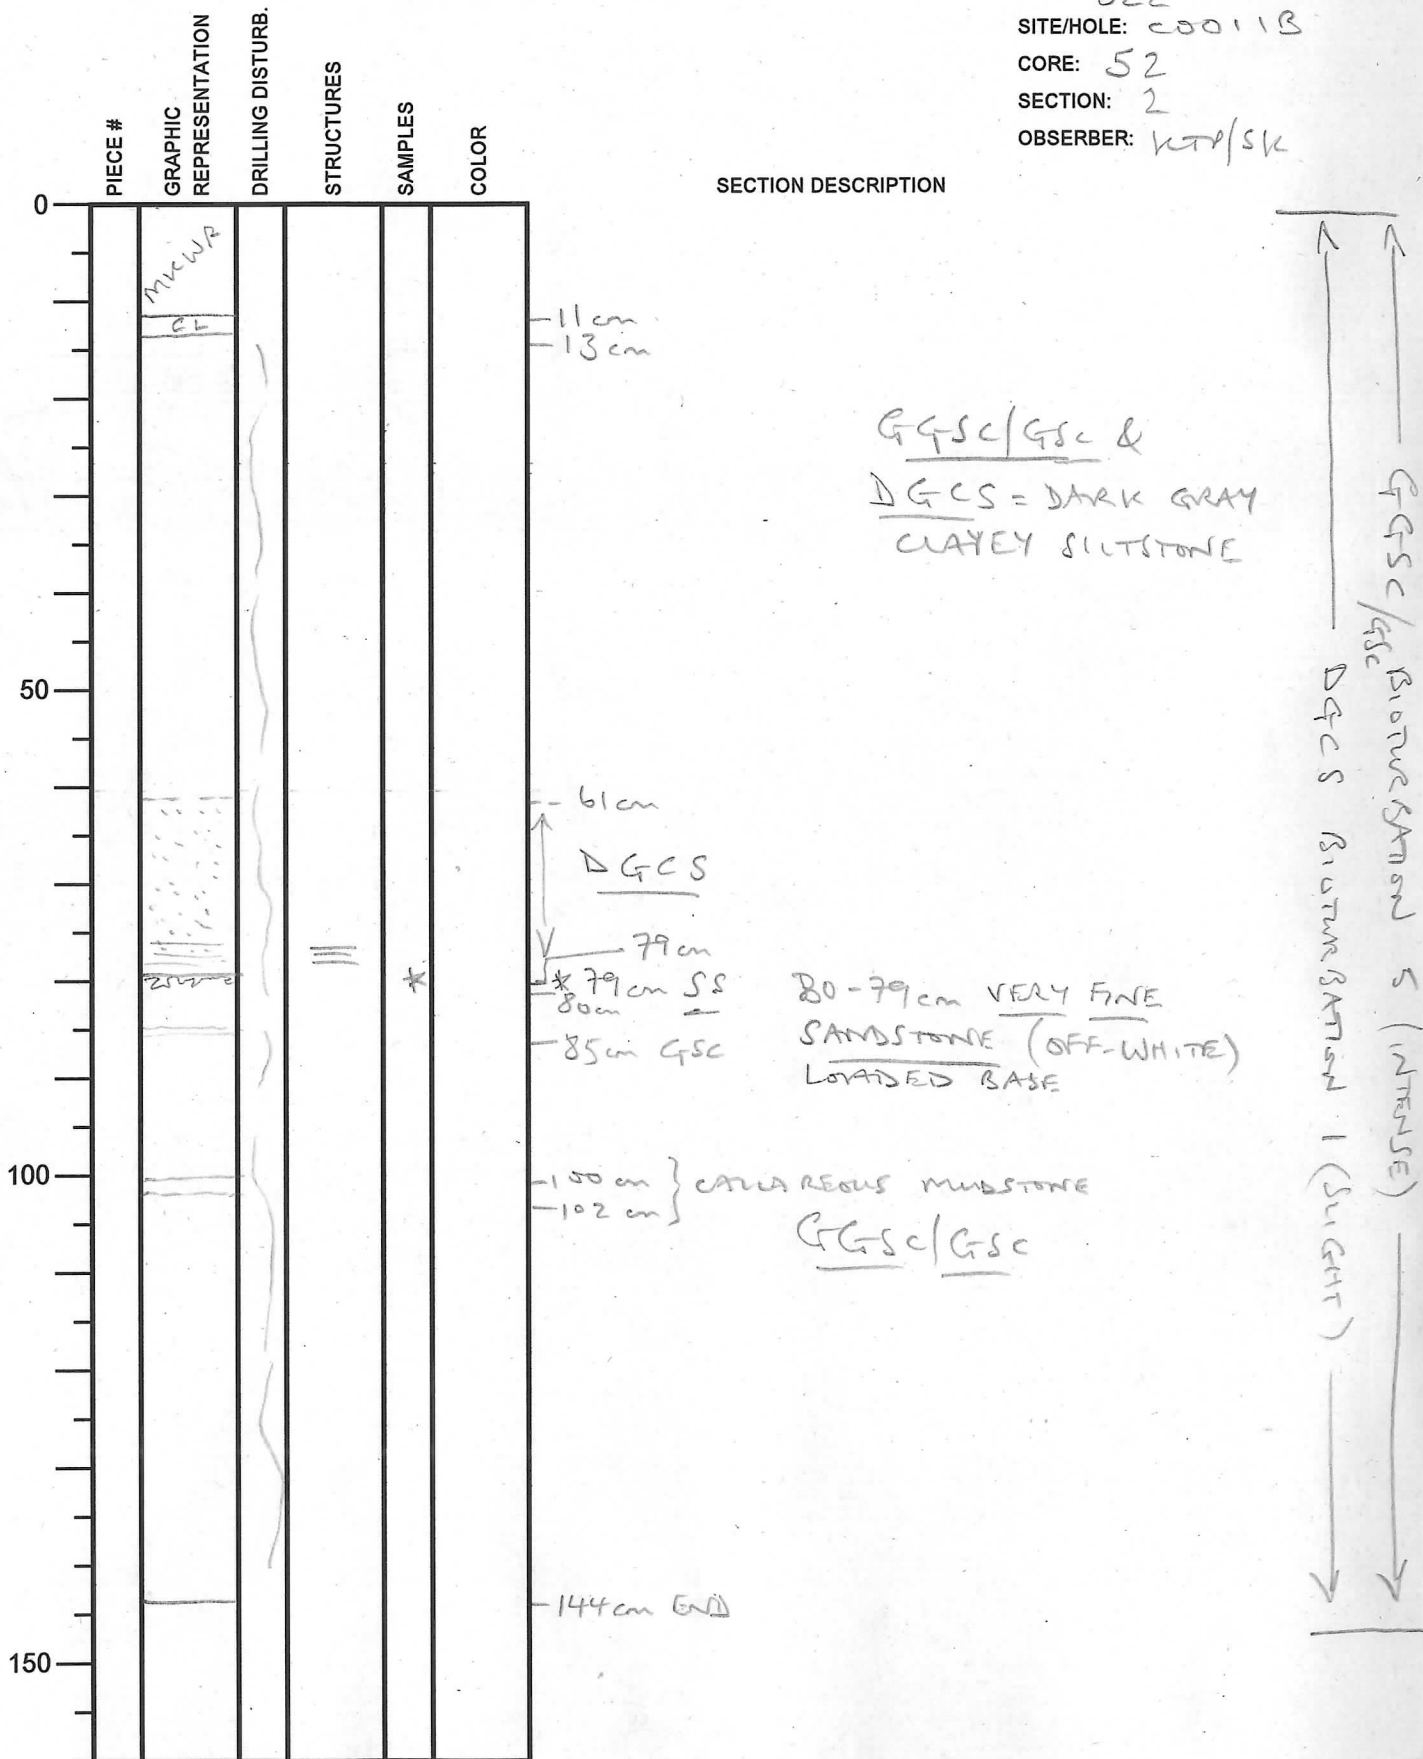 SITE/HOLE: C0011B
CORE: 52
SECTION: 2
OBSERBER: KTP/SK
PIECE #
GRAPHIC
REPRESENTATION
DRILLING DISTURB.
STRUCTURES
SAMPLES
COLOR
SECTION DESCRIPTION
0
50
100
150
CL
11 cm
13 cm
GGSC/GSC &
DGCS = DARK GRAY
CLAYEY SILTSTONE
61 cm
DGCS
79 cm
* 79 cm SS
80 cm
85 cm GSC
80-79 cm VERY FINE
SANDSTONE (OFF-WHITE)
LOADED BASE
100 cm } CALCAREOUS MUDSTONE
102 cm
GGSC/GSC
144 cm END
DGCS BIOTURBATION 1 (SLIGHT)
GGSC/GSC BIOTURBATION 5 (INTENSE)